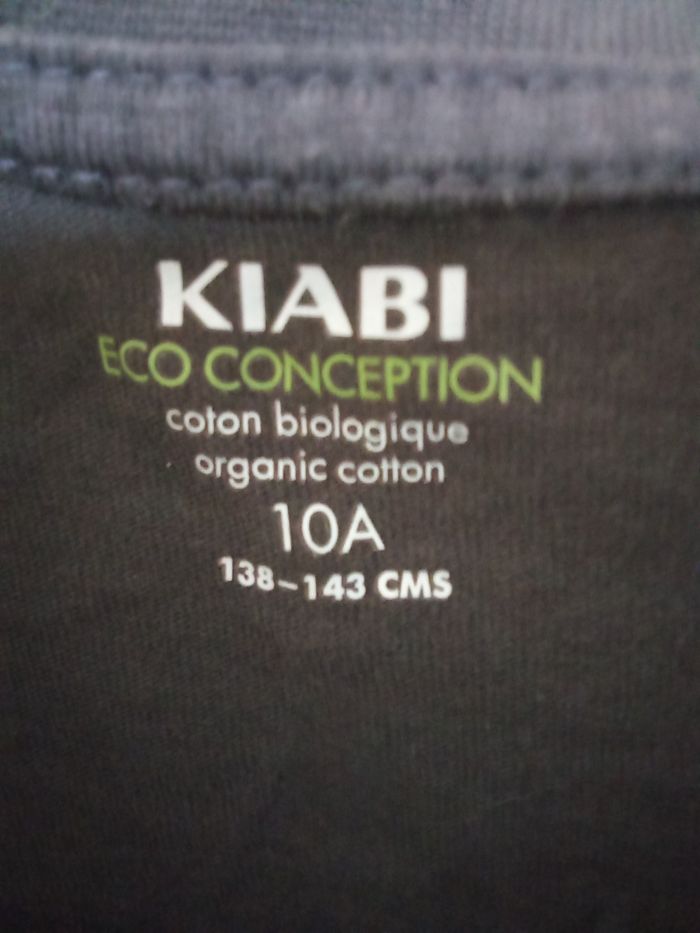 KIABI
ECO CONCEPTION
coton biologique
organic cotton
10A
138-143 CMS